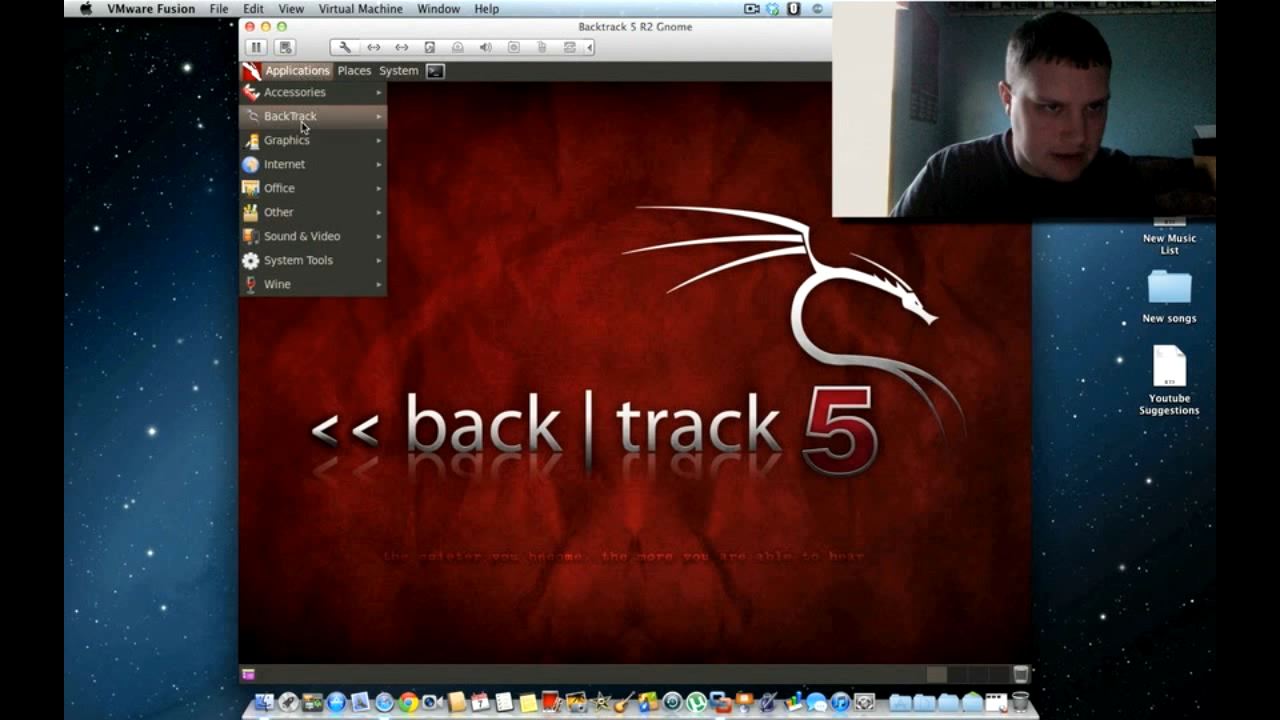 VMware Fusion File Edit View Virtual Machine Window Help
Backtrack 5 R2 Gnome
Applications Places System
Accessories
BackTrack
Graphics
Internet
Office
Other
Sound & Video
System Tools
Wine
<< back | track 5
the quieter you become, the more you are able to hear
New Music
List
New songs
Youtube
Suggestions